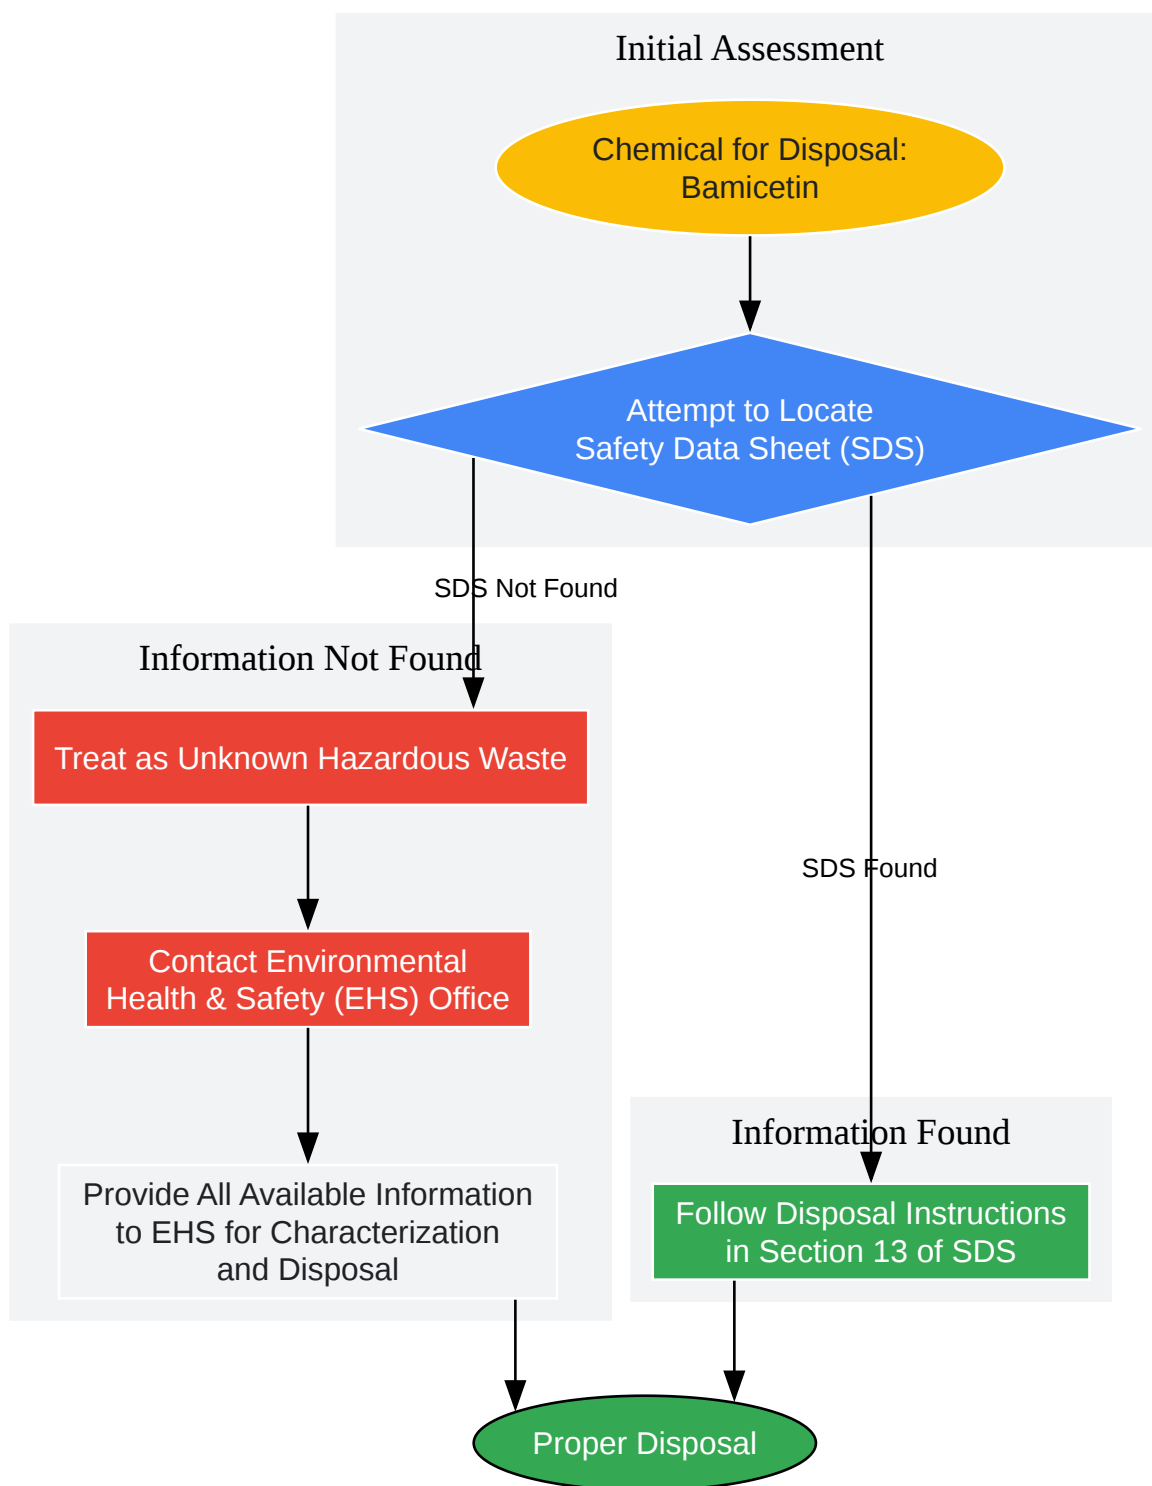 Initial Assessment
Chemical for Disposal:
Bamicetin
Attempt to Locate
Safety Data Sheet (SDS)
SDS Not Found
Information Not Found
Treat as Unknown Hazardous Waste
Contact Environmental
Health & Safety (EHS) Office
Provide All Available Information
to EHS for Characterization
and Disposal
SDS Found
Information Found
Follow Disposal Instructions
in Section 13 of SDS
Proper Disposal